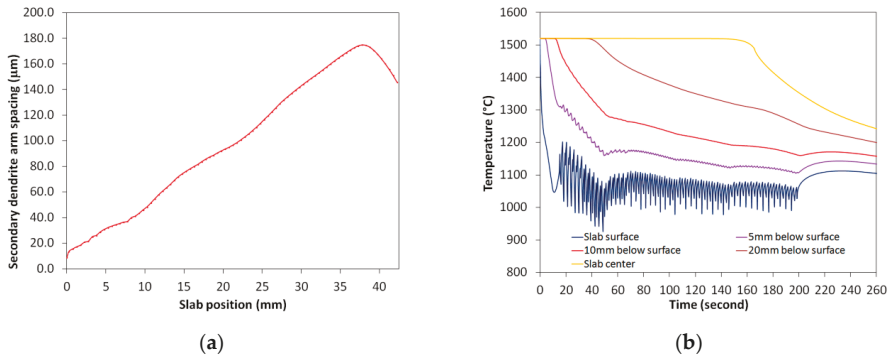 200.0
180.0
160.0
140.0
120.0
100.0
80.0
60.0
40.0
20.0
0.0
Secondary dendrite arm spacing (μm)
0 5 10 15 20 25 30 35 40
Slab position (mm)
(a)
1600
1500
1400
1300
1200
1100
1000
900
800
Temperature (°C)
Slab surface
5mm below surface
10mm below surface
20mm below surface
Slab center
0 20 40 60 80 100 120 140 160 180 200 220 240 260
Time (second)
(b)